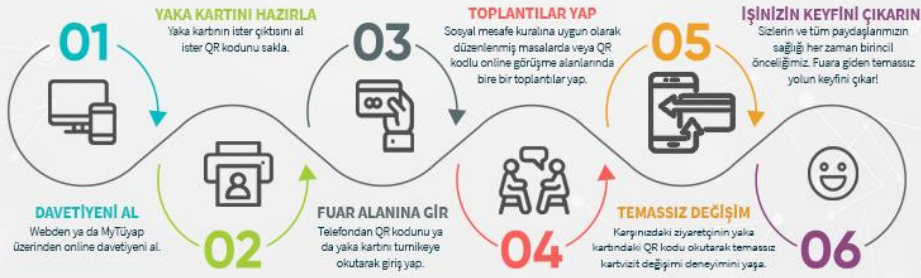 01
DAVETİYENİ AL
Webden ya da MyTüyap
üzerinden online davetiyeni al.
YAKA KARTINI HAZIRLA
Yaka kartının ister çıktısını al
ister QR kodunu sakla.
02
03
FUAR ALANINA GİR
Telefondan QR kodunu ya
da yaka kartını turnikeye
okutarak giriş yap.
TOPLANTILAR YAP
Sosyal mesafe kuralına uygun olarak
düzenlenmiş masalarda veya QR
kodlu online görüşme alanlarında
bire bir toplantılar yap.
04
05
TEMASSIZ DEĞİŞİM
Karşınızdaki ziyaretçinin yaka
kartındaki QR kodu okutarak temassız
kartvizit değişimi deneyimini yaşa.
İŞİNİZİN KEYFİNİ ÇIKARIN
Sizlerin ve tüm paydaşlarımızın
sağlığı her zaman birincil
önceliğimiz. Fuara giden temassız
yolun keyfini çıkar!
06